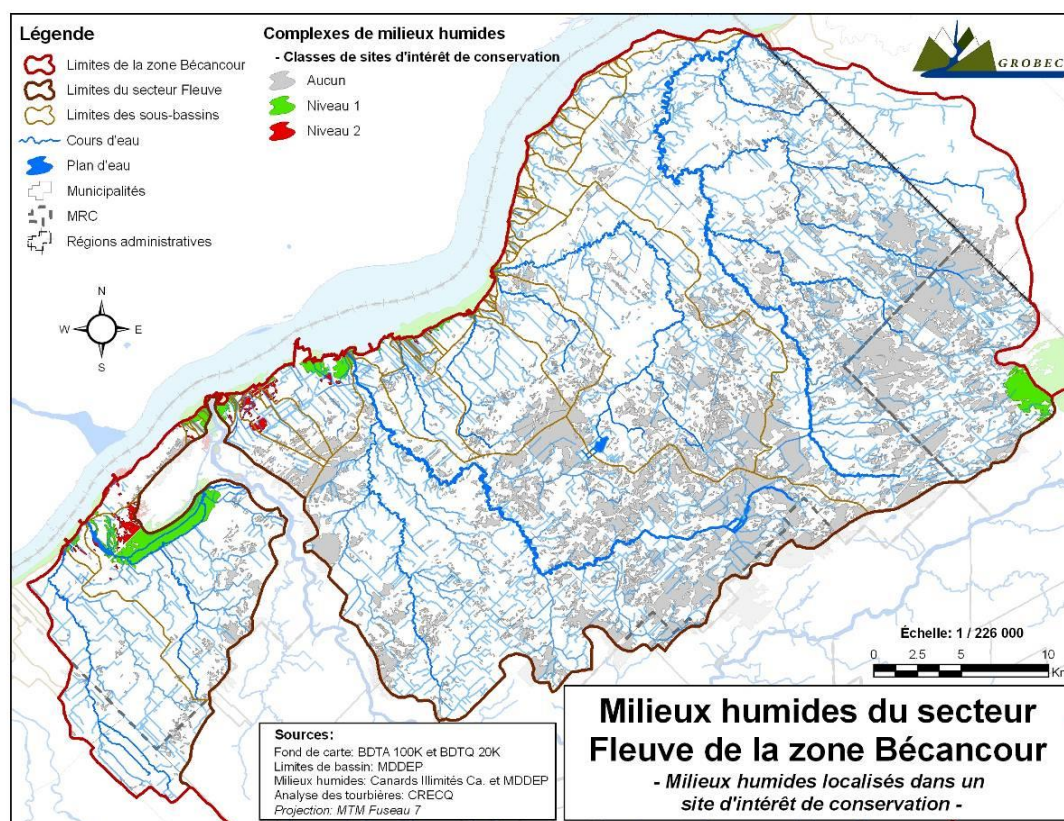 Légende
Limites de la zone Bécancour
Limites du secteur Fleuve
Limites des sous-bassins
Cours d'eau
Plan d'eau
Municipalités
MRC
Régions administratives
Complexes de milieux humides
- Classes de sites d'intérêt de conservation
Aucun
Niveau 1
Niveau 2
GROBEC
N
W E
S
Échelle: 1 / 226 000
0 2.5 5 10
Km
Sources:
Fond de carte: BDTA 100K et BDTQ 20K
Limites de bassin: MDDEP
Milieux humides: Canards Illimités Ca. et MDDEP
Analyse des tourbières: CRECQ
Projection: MTM Fuseau 7
Milieux humides du secteur
Fleuve de la zone Bécancour
- Milieux humides localisés dans un
site d'intérêt de conservation -